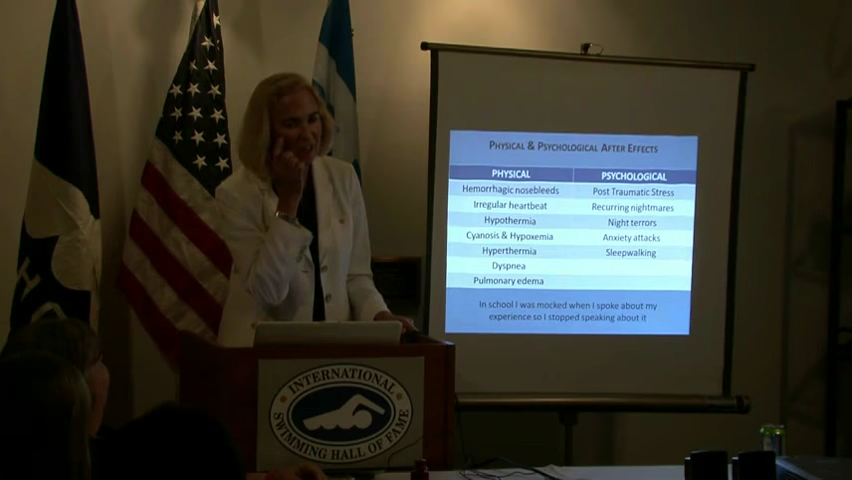 PHYSICAL & PSYCHOLOGICAL AFTER EFFECTS
PHYSICAL PSYCHOLOGICAL
Hemorrhagic nosebleeds Post Traumatic Stress
Irregular heartbeat Recurring nightmares
Hypothermia Night terrors
Cyanosis & Hypoxemia Anxiety attacks
Hyperthermia Sleepwalking
Dyspnea
Pulmonary edema
In school I was mocked when I spoke about my
experience so I stopped speaking about it
INTERNATIONAL
SWIMMING HALL OF FAME